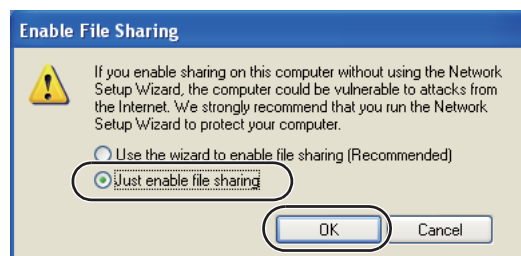 Enable File Sharing
If you enable sharing on this computer without using the Network
Setup Wizard, the computer could be vulnerable to attacks from
the Internet. We strongly recommend that you run the Network
Setup Wizard to protect your computer.
Use the wizard to enable file sharing (Recommended)
Just enable file sharing
OK Cancel